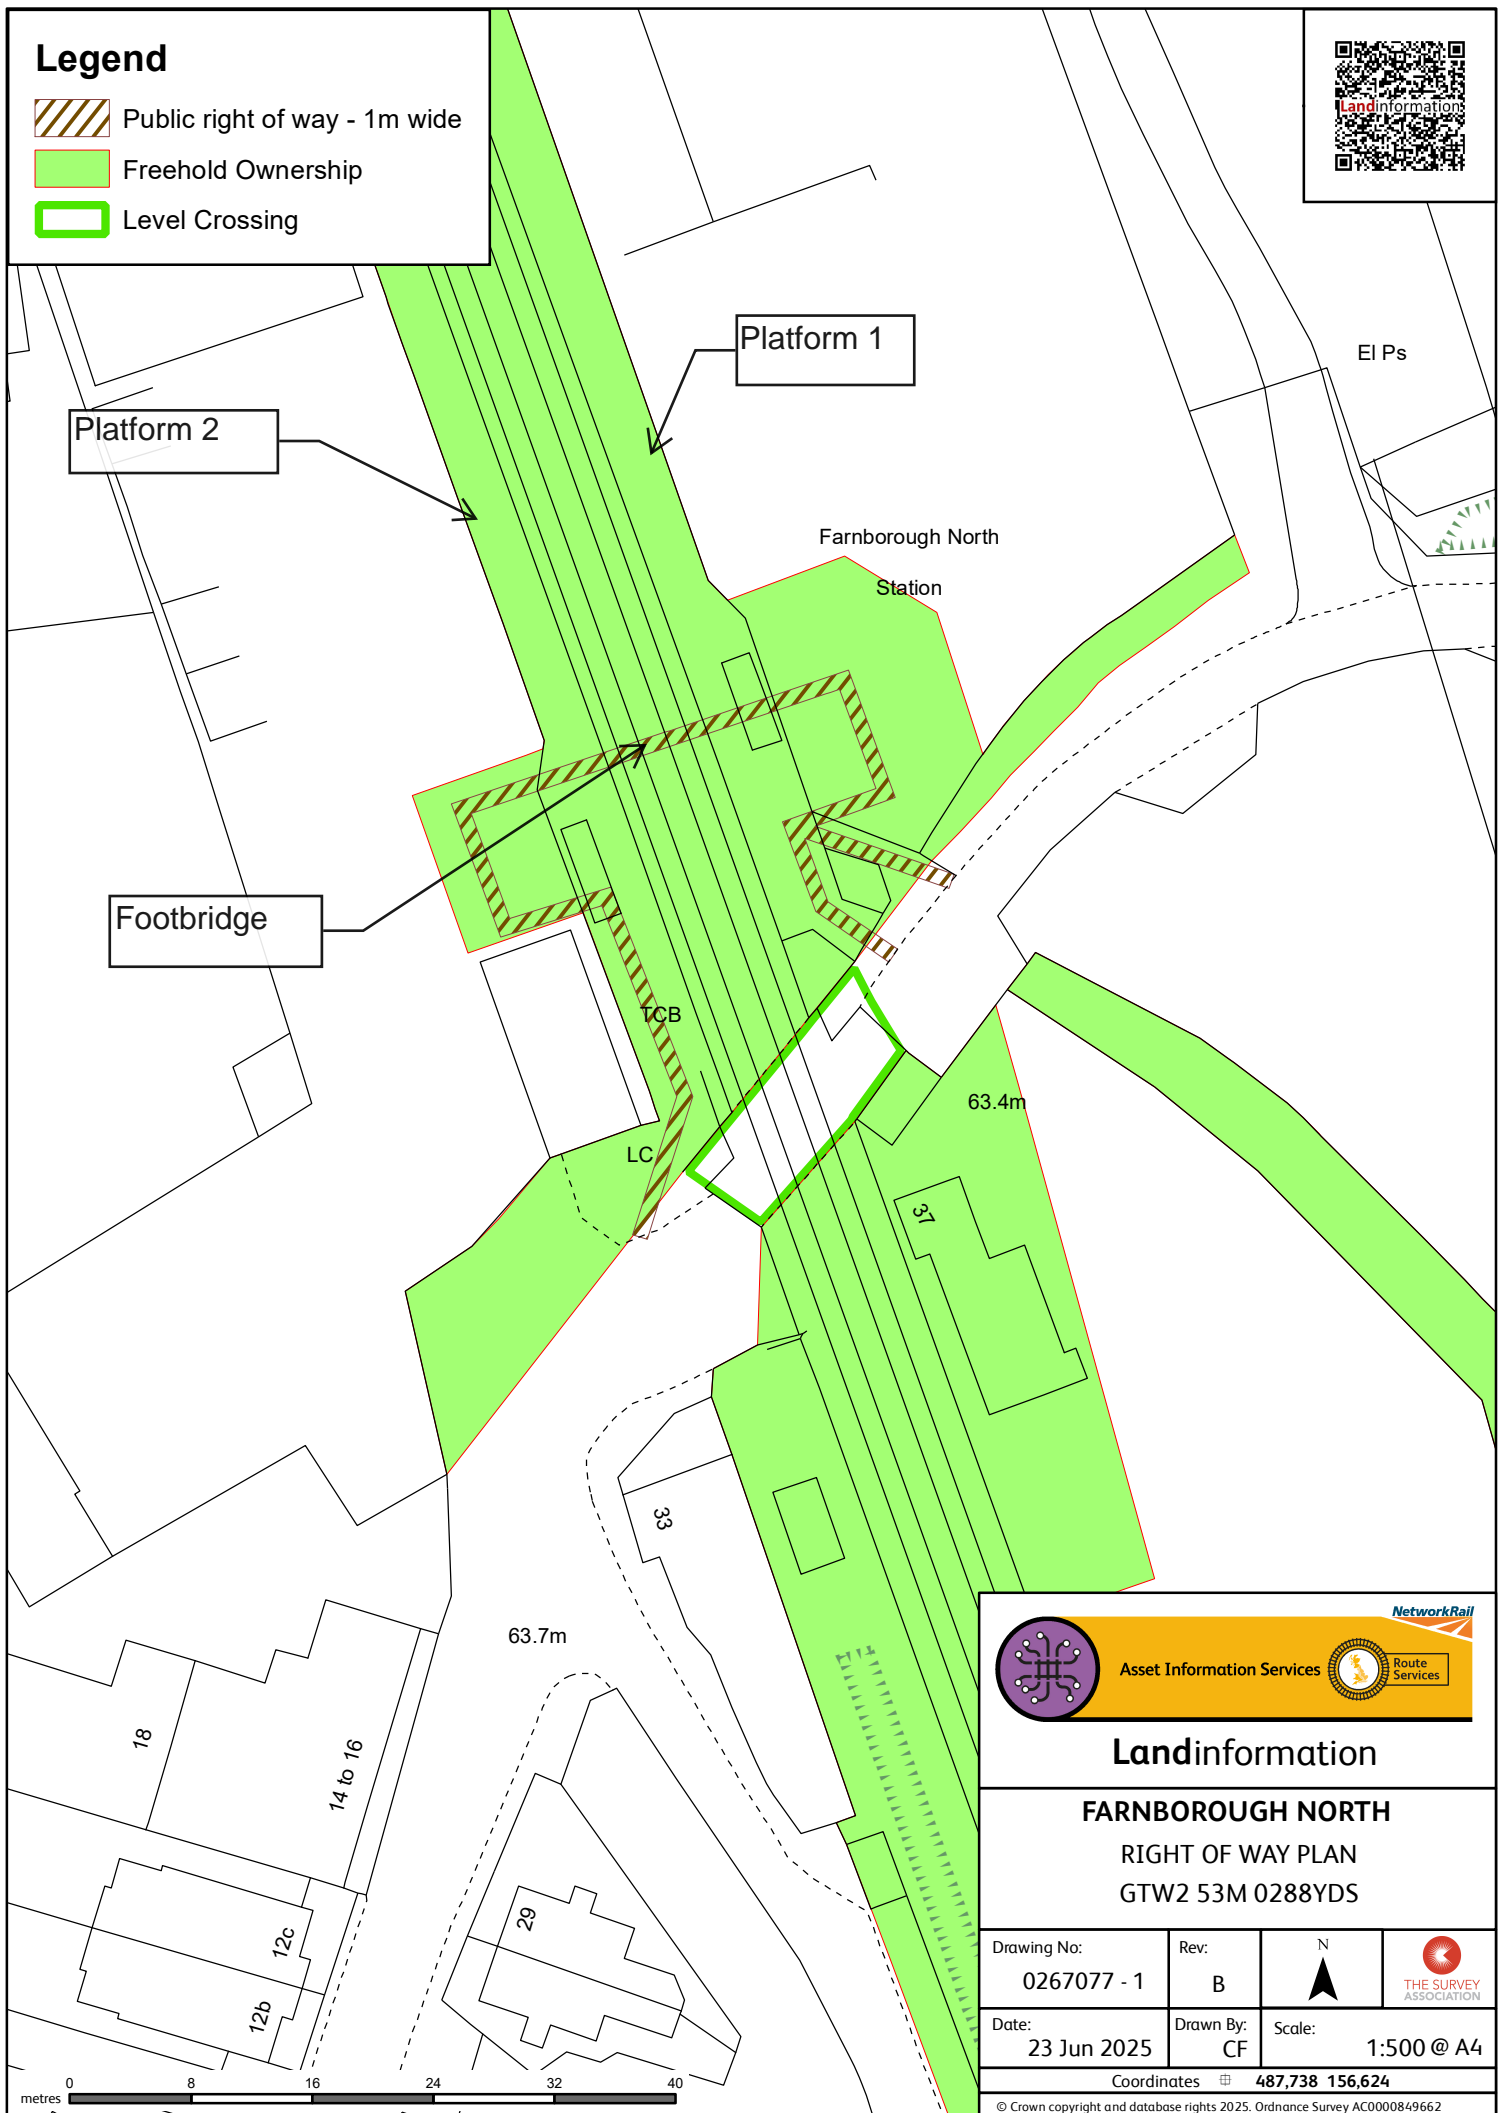 Legend
Public right of way - 1m wide
Freehold Ownership
Level Crossing
Landinformation
Platform 1
El Ps
Platform 2
Farnborough North
Station
Footbridge
TCB
63.4m
LC
37
33
63.7m
18
14 to 16
29
12c
12b
NetworkRail
Asset Information Services
Route
Services
Landinformation
FARNBOROUGH NORTH
RIGHT OF WAY PLAN
GTW2 53M 0288YDS
Drawing No:
0267077 - 1
Rev:
B
N
THE SURVEY
ASSOCIATION
Date:
23 Jun 2025
Drawn By:
CF
Scale:
1:500 @ A4
Coordinates 487,738 156,624
© Crown copyright and database rights 2025. Ordnance Survey AC0000849662
metres 0 8 16 24 32 40